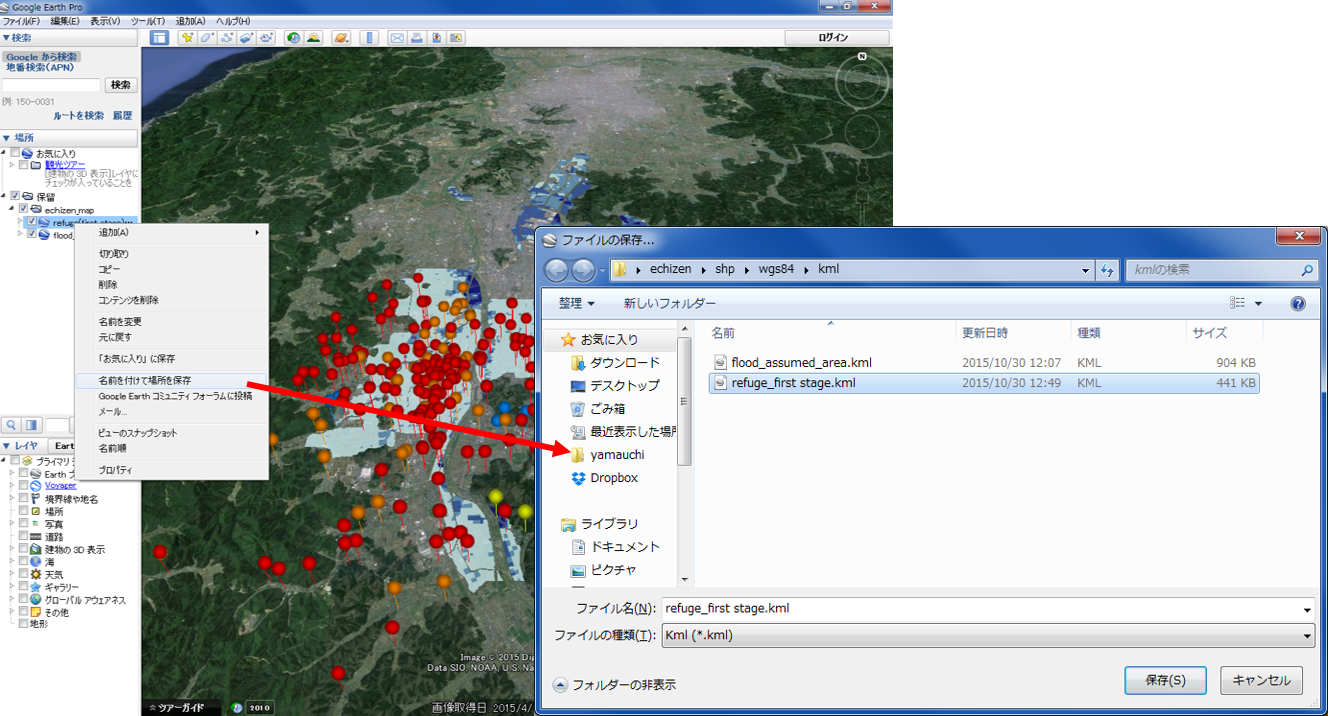 Google Earth Pro
ファイル(F) 編集(E) 表示(V) ツール(T) 追加(A) ヘルプ(H)
▼検索
Google から検索
地番検索(APN)
検索
例: 150-0031
ルートを検索 履歴
ログイン
N
▼ 場所
お気に入り
観光ツアー
[建物の 3D 表示]レイヤに
チェックが入っていることを
保留
echizen_map
refuge(first stage)...
flood_
追加(A)
切り取り
コピー
削除
コンテンツを削除
名前を変更
元に戻す
「お気に入り」に保存
名前を付けて場所を保存
Google Earth コミュニティ フォーラムに投稿
メール...
ビューのスナップショット
名前順
プロパティ
▼ レイヤ Eart
プライマリ
Earth
Voyager
境界線や地名
場所
写真
道路
建物の 3D 表示
海
天気
ギャラリー
グローバル アウェアネス
その他
地形
Image © 2015 Dig
Data SIO, NOAA, U.S. Na
ツアーガイド
2010
画像取得日: 2015/4/
ファイルの保存...
echizen shp wgs84 kml
kmlの検索
整理 ▼ 新しいフォルダー
お気に入り
ダウンロード
デスクトップ
ごみ箱
最近表示した場所
yamauchi
Dropbox
ライブラリ
ドキュメント
ピクチャ
名前 更新日時 種類 サイズ
flood_assumed_area.kml 2015/10/30 12:07 KML 904 KB
refuge_first stage.kml 2015/10/30 12:49 KML 441 KB
ファイル名(N): refuge_first stage.kml
ファイルの種類(T): Kml (*.kml)
フォルダーの非表示
保存(S) キャンセル